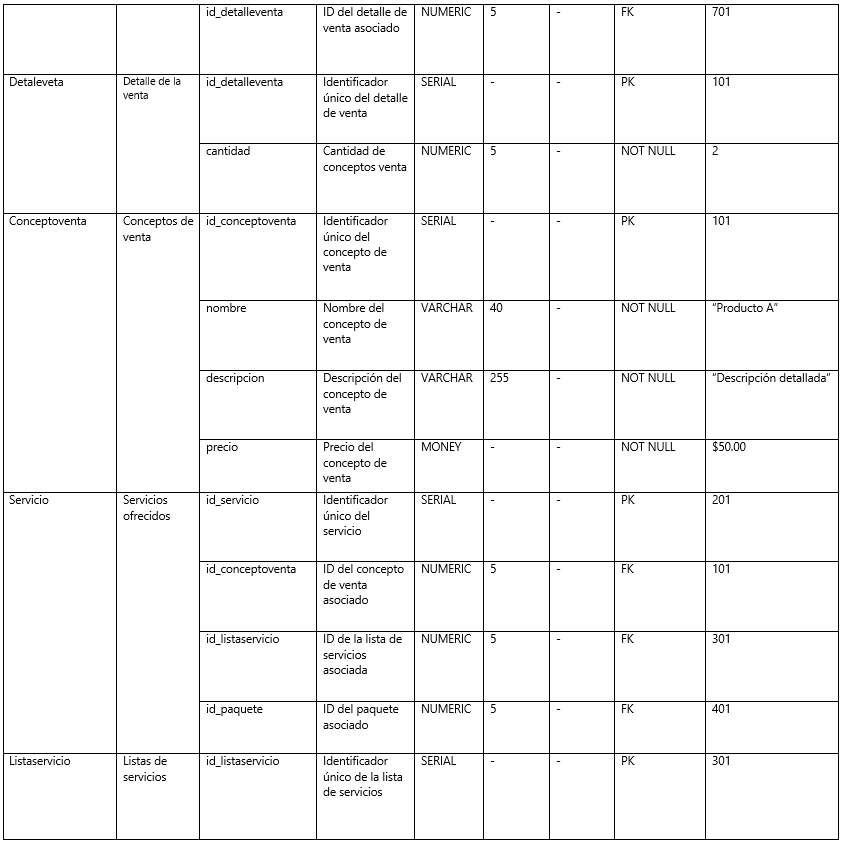 id_detalleventa ID del detalle de NUMERIC 5 - FK 701
venta asociado
Detaleveta Detalle de la id_detalleventa Identificador SERIAL - - PK 101
venta único del detalle
de venta
cantidad Cantidad de NUMERIC 5 - NOT NULL 2
conceptos venta
Conceptoventa Conceptos de id_conceptoventa Identificador SERIAL - - PK 101
venta único del
concepto de
venta
nombre Nombre del VARCHAR 40 - NOT NULL “Producto A”
concepto de
venta
descripcion Descripción del VARCHAR 255 - NOT NULL “Descripción detallada”
concepto de
venta
precio Precio del MONEY - - NOT NULL $50.00
concepto de
venta
Servicio Servicios id_servicio Identificador SERIAL - - PK 201
ofrecidos único del
servicio
id_conceptoventa ID del concepto NUMERIC 5 - FK 101
de venta
asociado
id_listaservicio ID de la lista de NUMERIC 5 - FK 301
servicios
asociada
id_paquete ID del paquete NUMERIC 5 - FK 401
asociado
Listaservicio Listas de id_listaservicio Identificador SERIAL - - PK 301
servicios único de la lista
de servicios